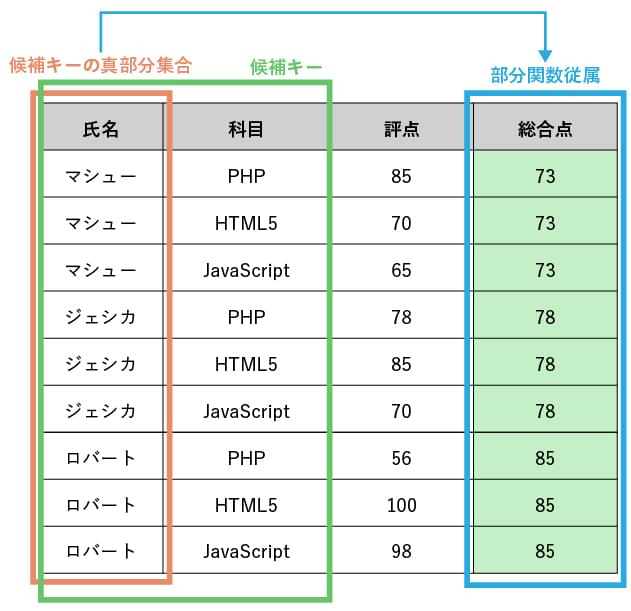 候補キーの真部分集合 候補キー 部分関数従属
氏名 科目 評点 総合点
マシュー PHP 85 73
マシュー HTML5 70 73
マシュー JavaScript 65 73
ジェシカ PHP 78 78
ジェシカ HTML5 85 78
ジェシカ JavaScript 70 78
ロバート PHP 56 85
ロバート HTML5 100 85
ロバート JavaScript 98 85